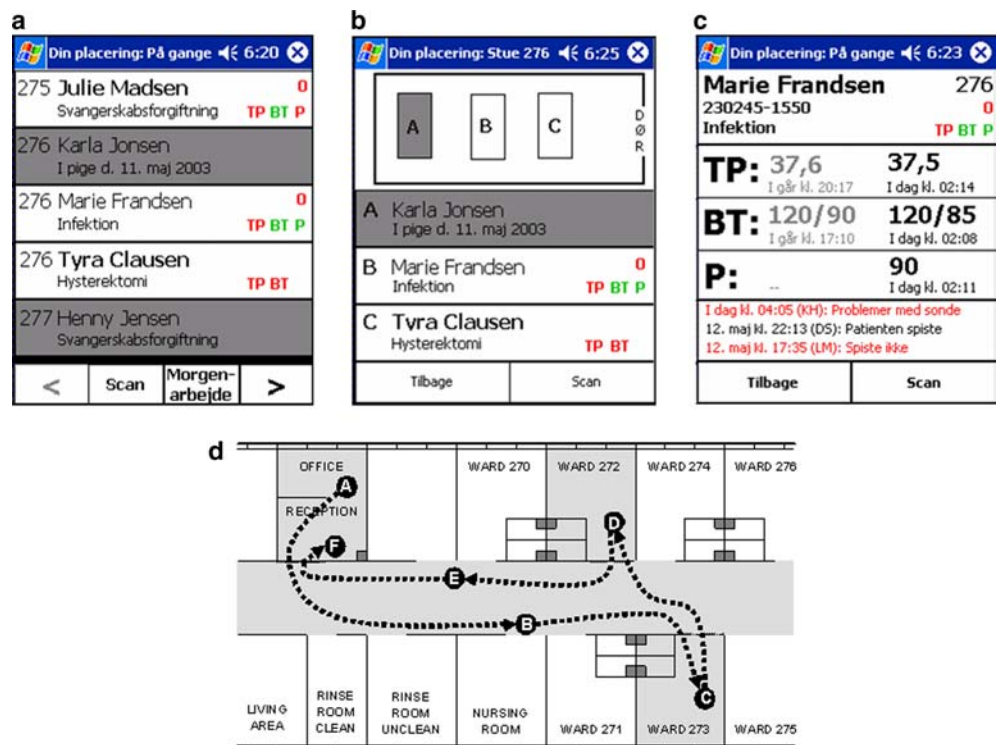 a
Din placering: På gange 6:20
275 Julie Madsen 0
Svangerskabsforgiftning TP BT P
276 Karla Jonsen
I pige d. 11. maj 2003
276 Marie Frandsen 0
Infektion TP BT P
276 Tyra Clausen
Hysterektomi TP BT
277 Henny Jensen
Svangerskabsforgiftning
< Scan Morgen-
arbejde >
b
Din placering: Stue 276 6:25
A B C DØR
A Karla Jonsen
I pige d. 11. maj 2003
B Marie Frandsen 0
Infektion TP BT P
C Tyra Clausen
Hysterektomi TP BT
Tilbage Scan
c
Din placering: På gange 6:23
Marie Frandsen 276
230245-1550 0
Infektion TP BT P
TP: 37,6 37,5
I går kl. 20:17 I dag kl. 02:14
BT: 120/90 120/85
I går kl. 17:10 I dag kl. 02:08
P: -- 90
I dag kl. 02:11
I dag kl. 04:05 (KH): Problemer med sonde
12. maj kl. 22:13 (DS): Patienten spiste
12. maj kl. 17:35 (LM): Spiste ikke
Tilbage Scan
d
OFFICE WARD 270 WARD 272 WARD 274 WARD 276
A
RECEPTION
D
F
E
B
C
LIVING
AREA
RINSE
ROOM
CLEAN
RINSE
ROOM
UNCLEAN
NURSING
ROOM
WARD 271 WARD 273 WARD 275